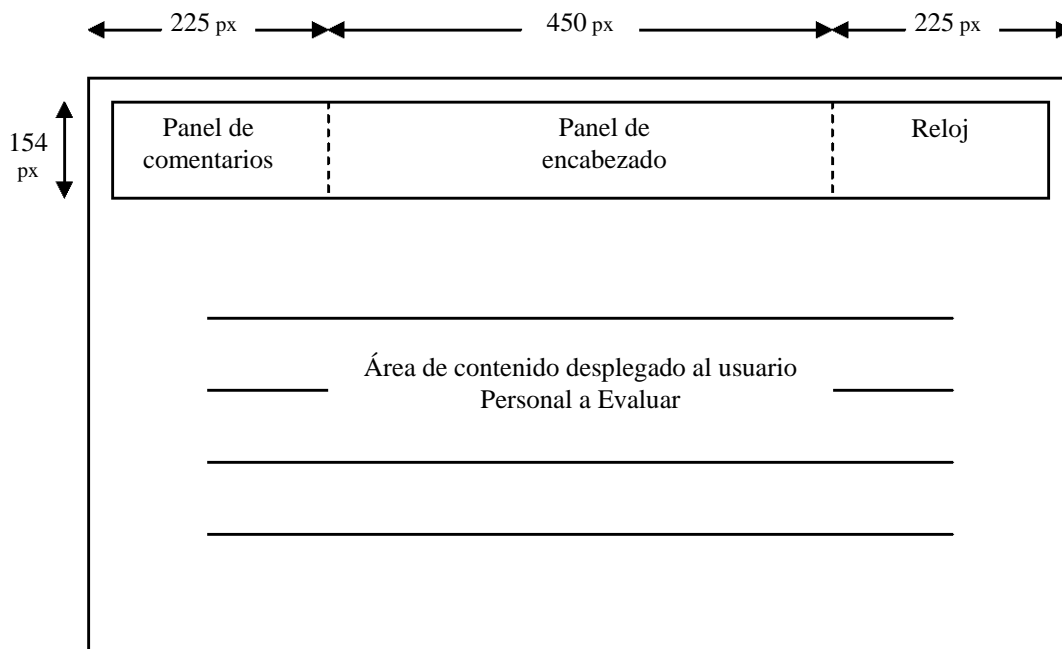 225 px
450 px
225 px
154
px
Panel de
comentarios
Panel de
encabezado
Reloj
Área de contenido desplegado al usuario
Personal a Evaluar